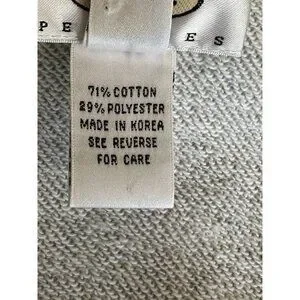 P E E S
71% COTTON
29% POLYESTER
MADE IN KOREA
SEE REVERSE
FOR CARE